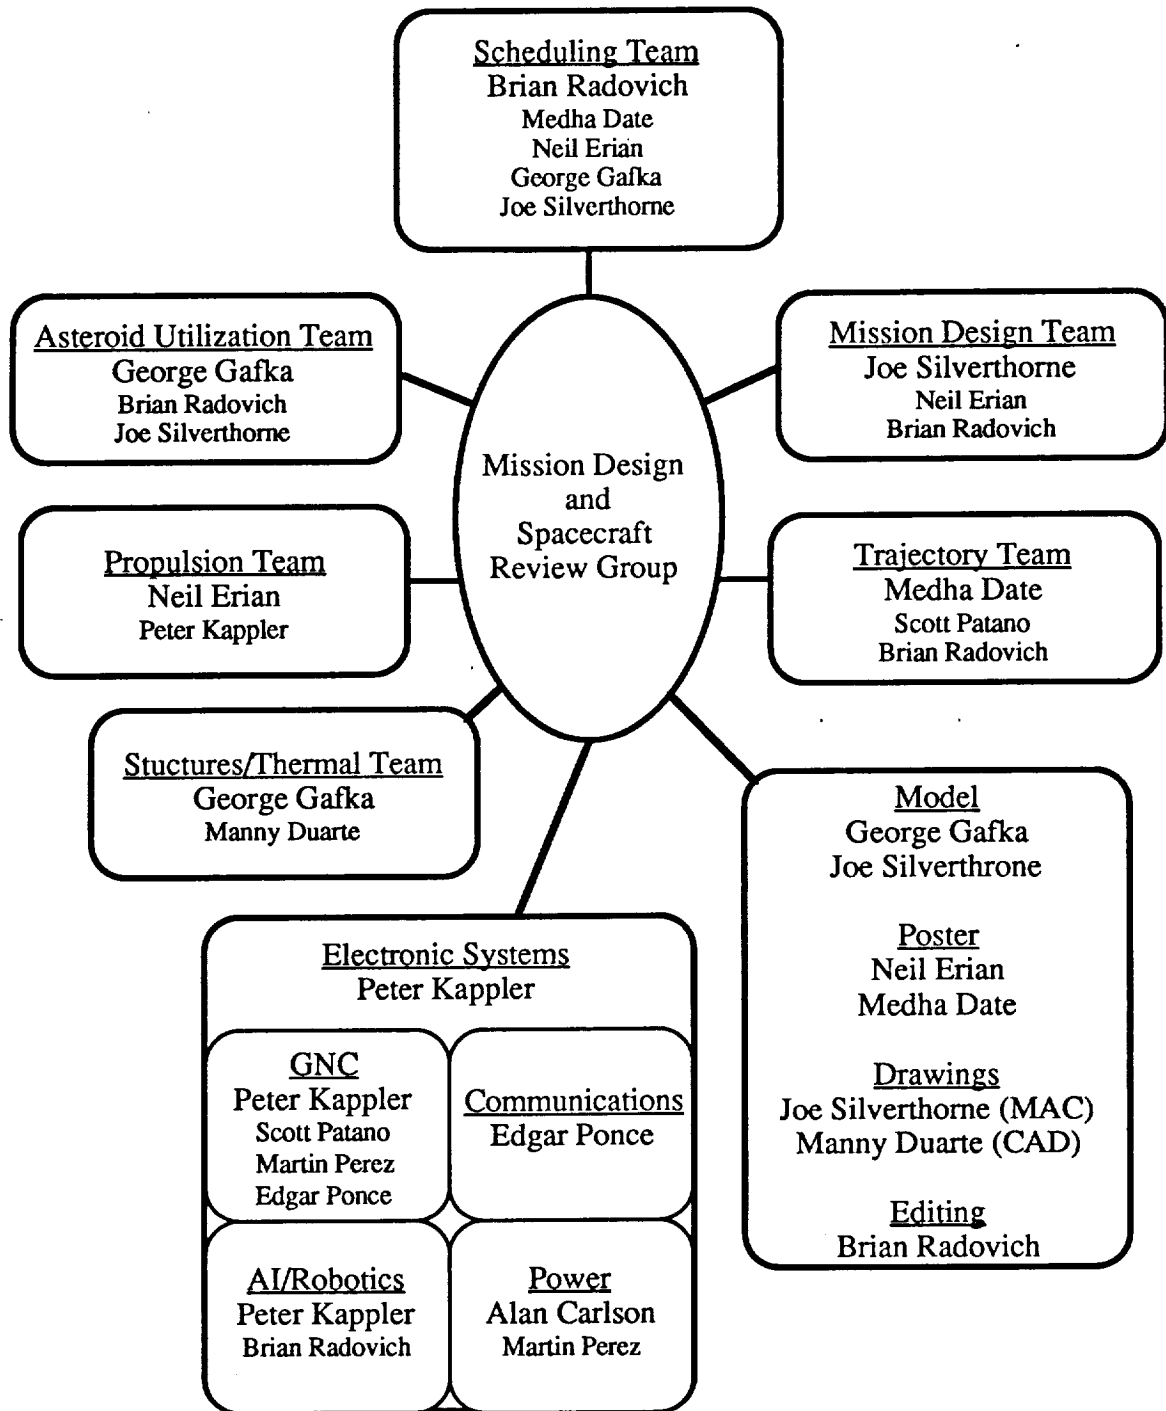 Scheduling Team
Brian Radovich
Medha Date
Neil Erian
George Gafka
Joe Silverthorne
Asteroid Utilization Team
George Gafka
Brian Radovich
Joe Silverthorne
Mission Design Team
Joe Silverthorne
Neil Erian
Brian Radovich
Mission Design
and
Spacecraft
Review Group
Propulsion Team
Neil Erian
Peter Kappler
Trajectory Team
Medha Date
Scott Patano
Brian Radovich
Stuctures/Thermal Team
George Gafka
Manny Duarte
Model
George Gafka
Joe Silverthrone
Poster
Neil Erian
Medha Date
Drawings
Joe Silverthorne (MAC)
Manny Duarte (CAD)
Editing
Brian Radovich
Electronic Systems
Peter Kappler
GNC
Peter Kappler
Scott Patano
Martin Perez
Edgar Ponce
Communications
Edgar Ponce
AI/Robotics
Peter Kappler
Brian Radovich
Power
Alan Carlson
Martin Perez